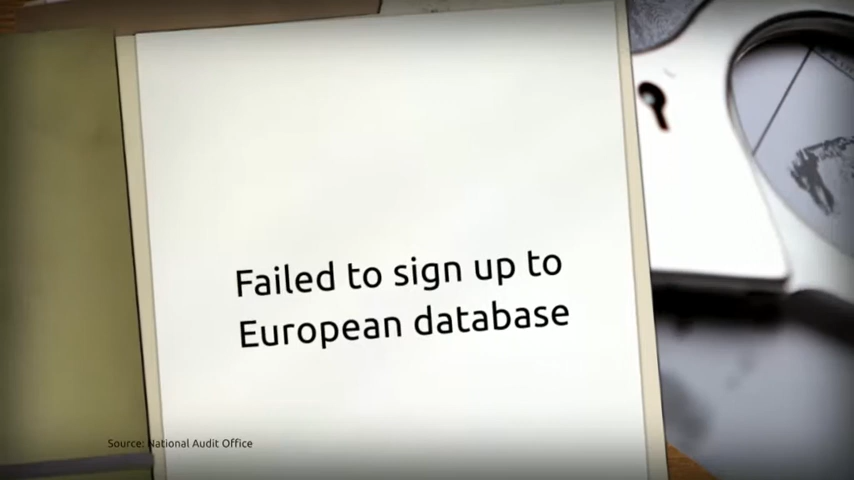 Failed to sign up to
European database
Source: National Audit Office